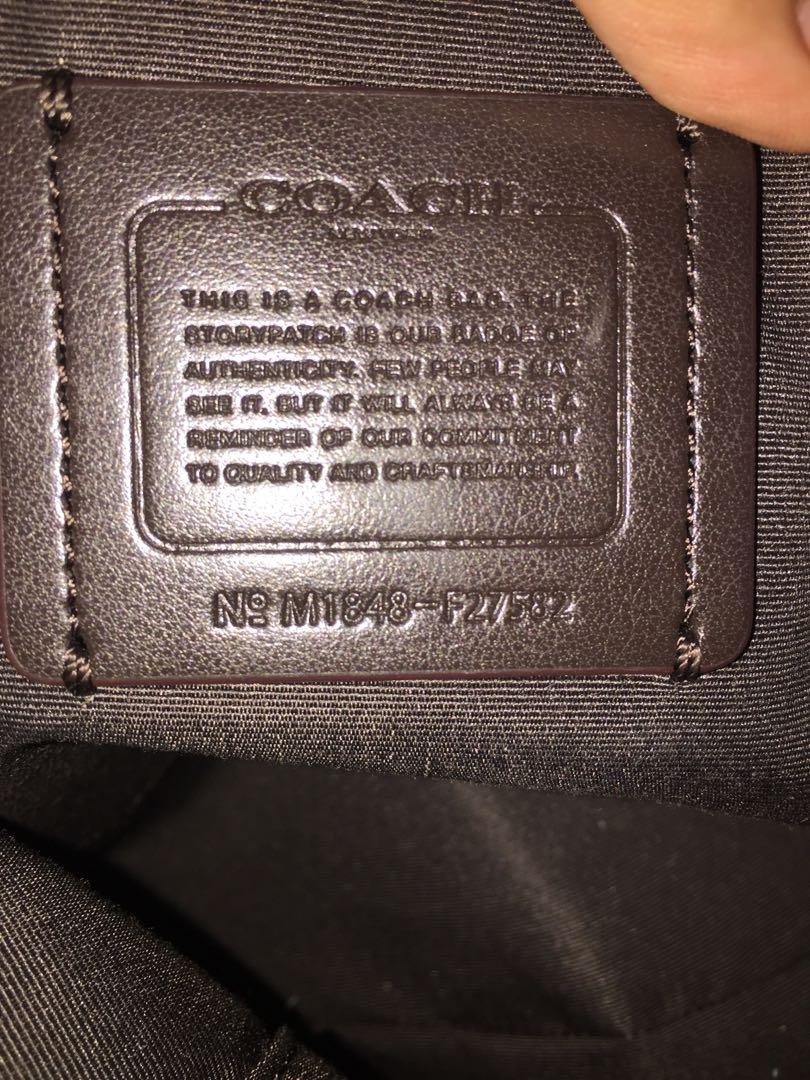 COACH
THIS IS A COACH BAG. THE
STORYPATCH IS OUR BADGE OF
AUTHENTICITY. FEW PEOPLE MAY
SEE IT. BUT IT WILL ALWAYS BE A
REMINDER OF OUR COMMITMENT
TO QUALITY AND CRAFTSMANSHIP.
Nº M1848-F27582